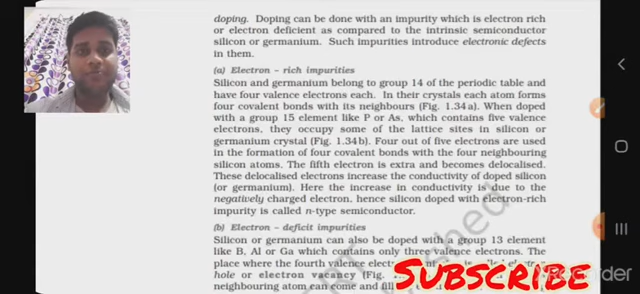 doping. Doping can be done with an impurity which is electron rich
or electron deficient as compared to the intrinsic semiconductor
silicon or germanium. Such impurities introduce electronic defects
in them.
(a) Electron – rich impurities
Silicon and germanium belong to group 14 of the periodic table and
have four valence electrons each. In their crystals each atom forms
four covalent bonds with its neighbours (Fig. 1.34 a). When doped
with a group 15 element like P or As, which contains five valence
electrons, they occupy some of the lattice sites in silicon or
germanium crystal (Fig. 1.34 b). Four out of five electrons are used
in the formation of four covalent bonds with the four neighbouring
silicon atoms. The fifth electron is extra and becomes delocalised.
These delocalised electrons increase the conductivity of doped silicon
(or germanium). Here the increase in conductivity is due to the
negatively charged electron, hence silicon doped with electron-rich
impurity is called n-type semiconductor.
(b) Electron – deficit impurities
Silicon or germanium can also be doped with a group 13 element
like B, Al or Ga which contains only three valence electrons. The
place where the fourth valence
hole or electron vacancy (Fig.
neighbouring atom can come and fill
SUBSCRIBE